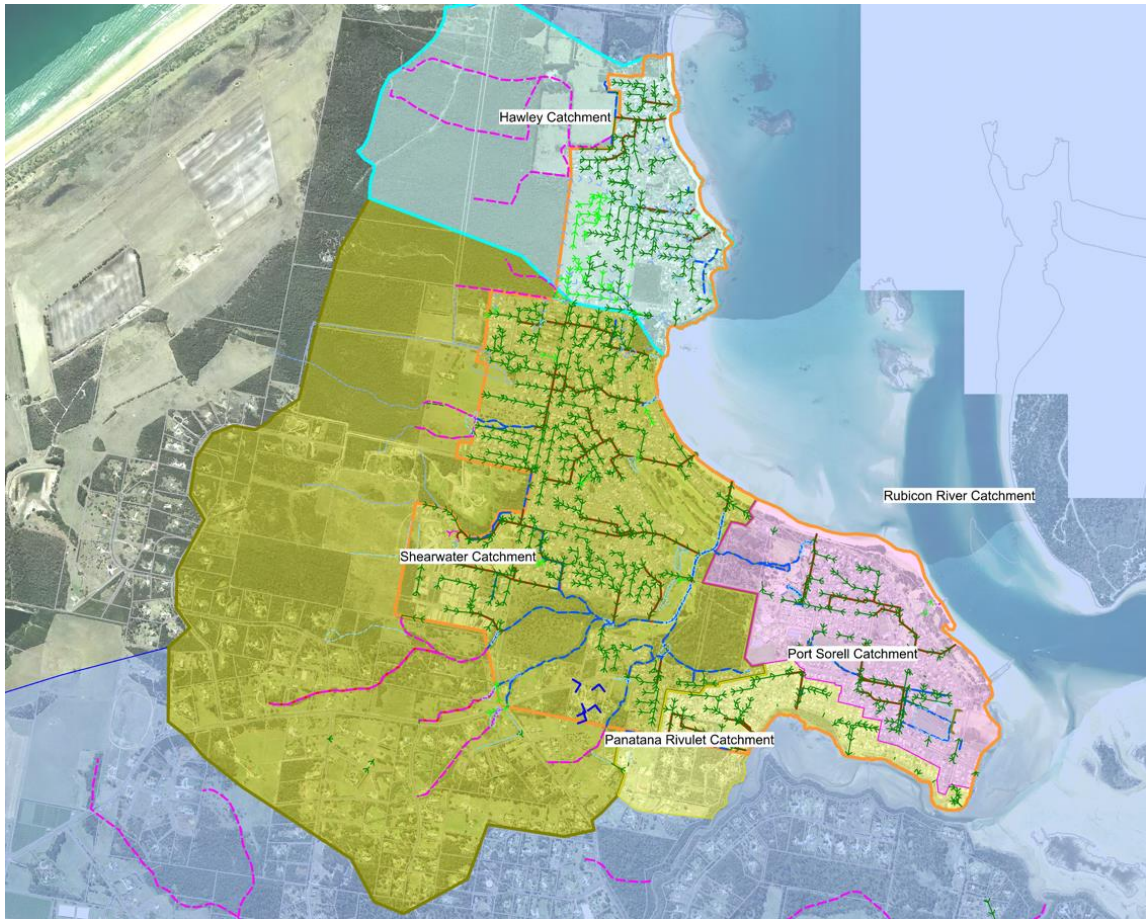 Hawley Catchment
Rubicon River Catchment
Shearwater Catchment
Port Sorell Catchment
Panatana Rivulet Catchment